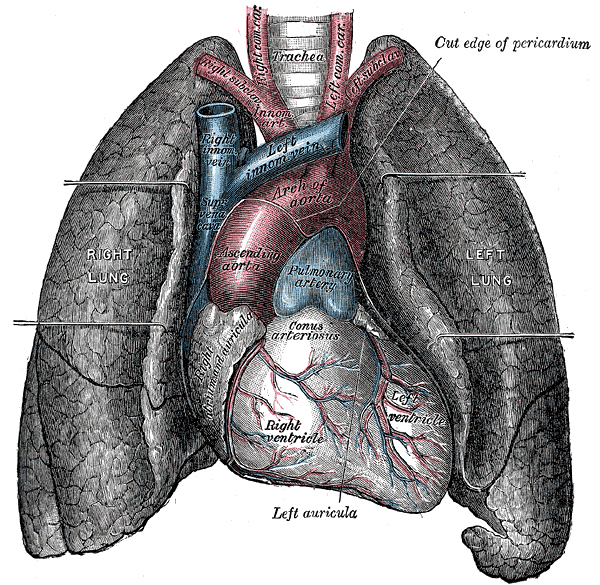 Right com. car.
Trachea
Left com. car.
Cut edge of pericardium
Right subclav.
Left subclav.
Innom.
art.
Right
innom.
vein
Left
innom. vein
Arch of
aorta
Sup.
vena
cava
RIGHT
LUNG
Ascending
aorta
Pulmonary
artery
LEFT
LUNG
Conus
arteriosus
Right
auricula
Left
ventricle
Right
ventricle
Left auricula